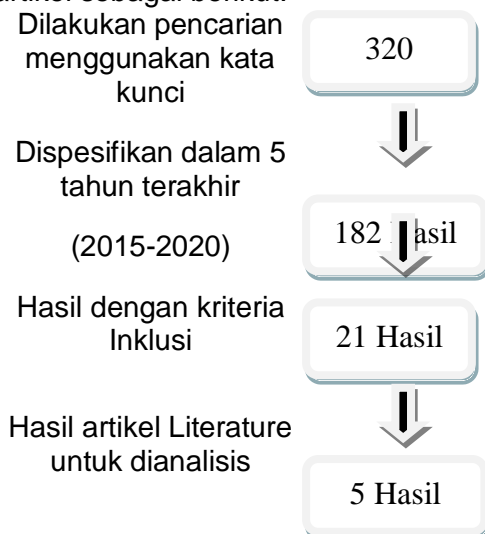 Dilakukan pencarian
menggunakan kata
kunci
320
Dispesifikan dalam 5
tahun terakhir
(2015-2020)
182
Hasil dengan kriteria
Inklusi
21 Hasil
Hasil artikel Literature
untuk dianalisis
5 Hasil